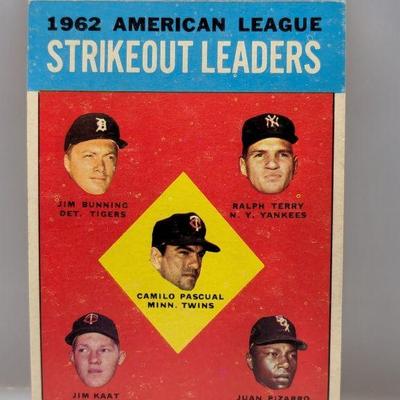 1962 AMERICAN LEAGUE
STRIKEOUT LEADERS
JIM BUNNING
DET. TIGERS
RALPH TERRY
N. Y. YANKEES
CAMILO PASCUAL
MINN. TWINS
JIM KAAT
JUAN PIZARRO